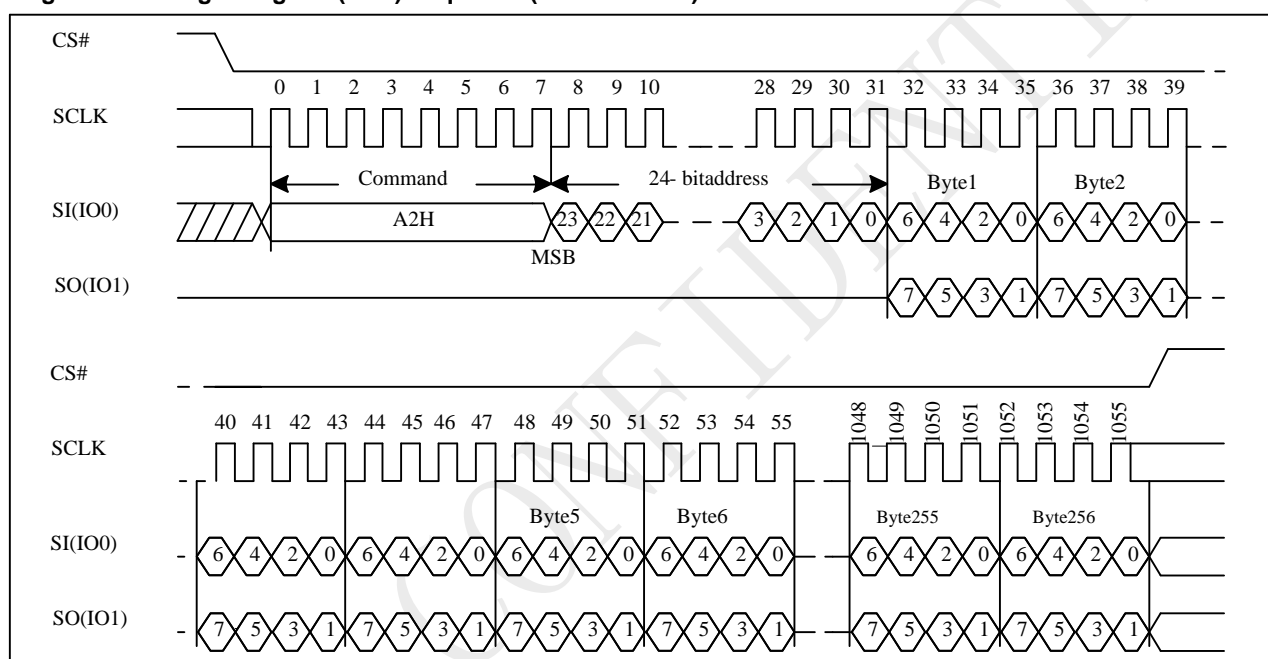 CS#
0 1 2 3 4 5 6 7 8 9 10 28 29 30 31 32 33 34 35 36 37 38 39
SCLK
Command 24- bitaddress Byte1 Byte2
SI(IO0) A2H 23 22 21 3 2 1 0 6 4 2 0 6 4 2 0
MSB
SO(IO1) 7 5 3 1 7 5 3 1
CS#
40 41 42 43 44 45 46 47 48 49 50 51 52 53 54 55 1048 1049 1050 1051 1052 1053 1054 1055
SCLK
Byte5 Byte6 Byte255 Byte256
SI(IO0) 6 4 2 0 6 4 2 0 6 4 2 0 6 4 2 0 6 4 2 0 6 4 2 0
SO(IO1) 7 5 3 1 7 5 3 1 7 5 3 1 7 5 3 1 7 5 3 1 7 5 3 1